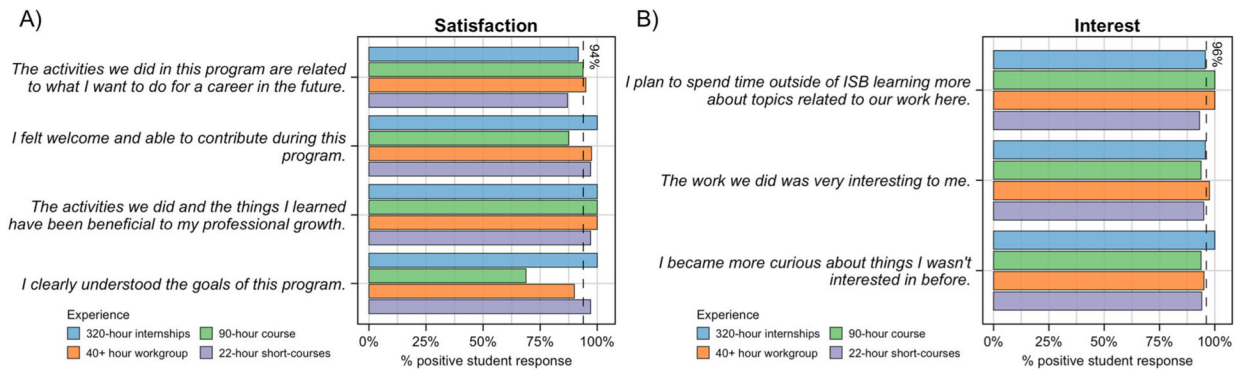 A)
Satisfaction
94%
The activities we did in this program are related
to what I want to do for a career in the future.
I felt welcome and able to contribute during this
program.
The activities we did and the things I learned
have been beneficial to my professional growth.
I clearly understood the goals of this program.
Experience
320-hour internships
90-hour course
40+ hour workgroup
22-hour short-courses
0% 25% 50% 75% 100%
% positive student response
B)
Interest
96%
I plan to spend time outside of ISB learning more
about topics related to our work here.
The work we did was very interesting to me.
I became more curious about things I wasn't
interested in before.
Experience
320-hour internships
90-hour course
40+ hour workgroup
22-hour short-courses
0% 25% 50% 75% 100%
% positive student response